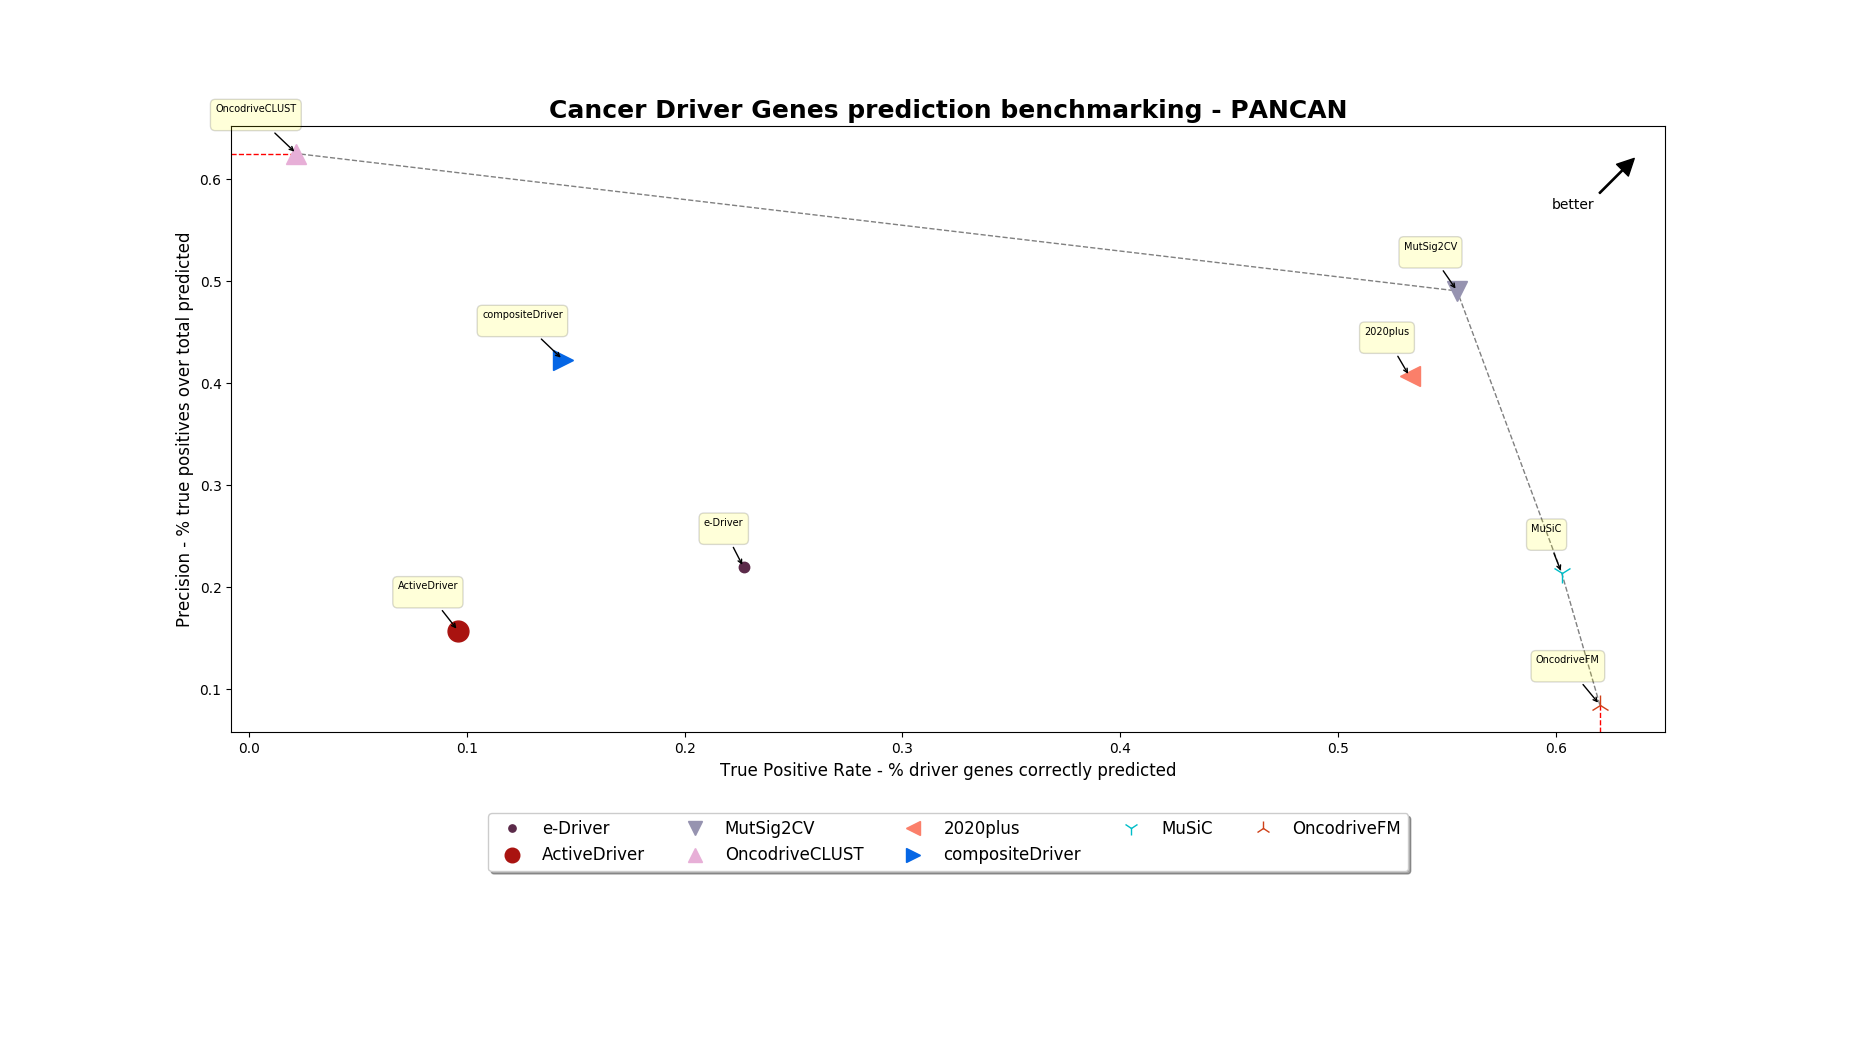 Cancer Driver Genes prediction benchmarking - PANCAN
OncodriveCLUST
better
MutSig2CV
compositeDriver
2020plus
e-Driver
MuSiC
ActiveDriver
OncodriveFM
Precision - % true positives over total predicted
0.6
0.5
0.4
0.3
0.2
0.1
0.0 0.1 0.2 0.3 0.4 0.5 0.6
True Positive Rate - % driver genes correctly predicted
e-Driver MutSig2CV 2020plus MuSiC OncodriveFM
ActiveDriver OncodriveCLUST compositeDriver